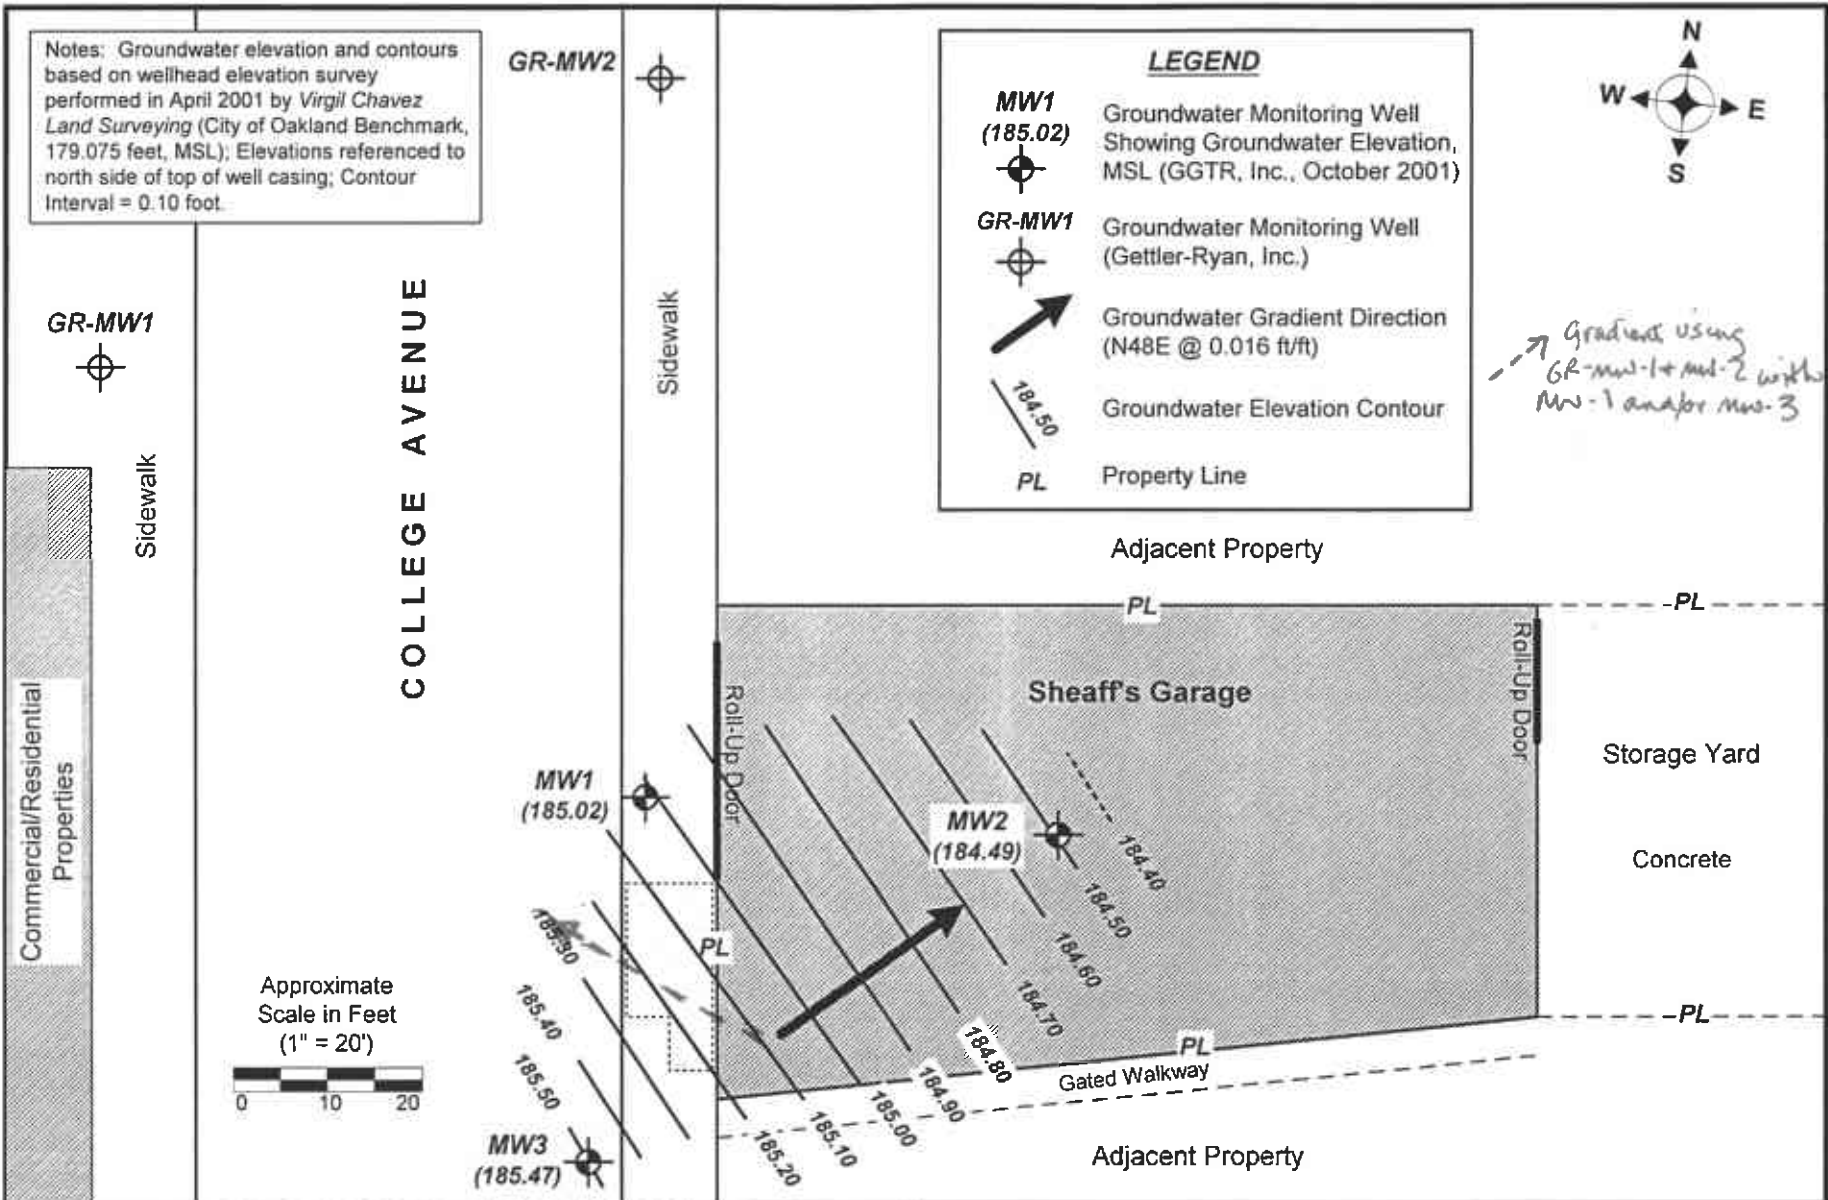 Notes: Groundwater elevation and contours
based on wellhead elevation survey
performed in April 2001 by Virgil Chavez
Land Surveying (City of Oakland Benchmark,
179.075 feet, MSL); Elevations referenced to
north side of top of well casing; Contour
Interval = 0.10 foot.
GR-MW2
LEGEND
MW1
(185.02)
Groundwater Monitoring Well
Showing Groundwater Elevation,
MSL (GGTR, Inc., October 2001)
GR-MW1
Groundwater Monitoring Well
(Gettler-Ryan, Inc.)
Groundwater Gradient Direction
(N48E @ 0.016 ft/ft)
184.50
Groundwater Elevation Contour
PL
Property Line
N
W
E
S
Gradient using
GR-MW-1 + MW-2 with
MW-1 and/or MW-3
GR-MW1
COLLEGE AVENUE
Sidewalk
Sidewalk
Commercial/Residential
Properties
Adjacent Property
PL
PL
Roll-Up Door
Sheaff's Garage
Roll-Up Door
Storage Yard
Concrete
MW1
(185.02)
MW2
(184.49)
184.40
184.50
184.60
184.70
184.80
184.90
185.00
185.10
185.20
185.30
185.40
185.50
PL
PL
PL
Gated Walkway
Approximate
Scale in Feet
(1" = 20')
0 10 20
MW3
(185.47)
Adjacent Property